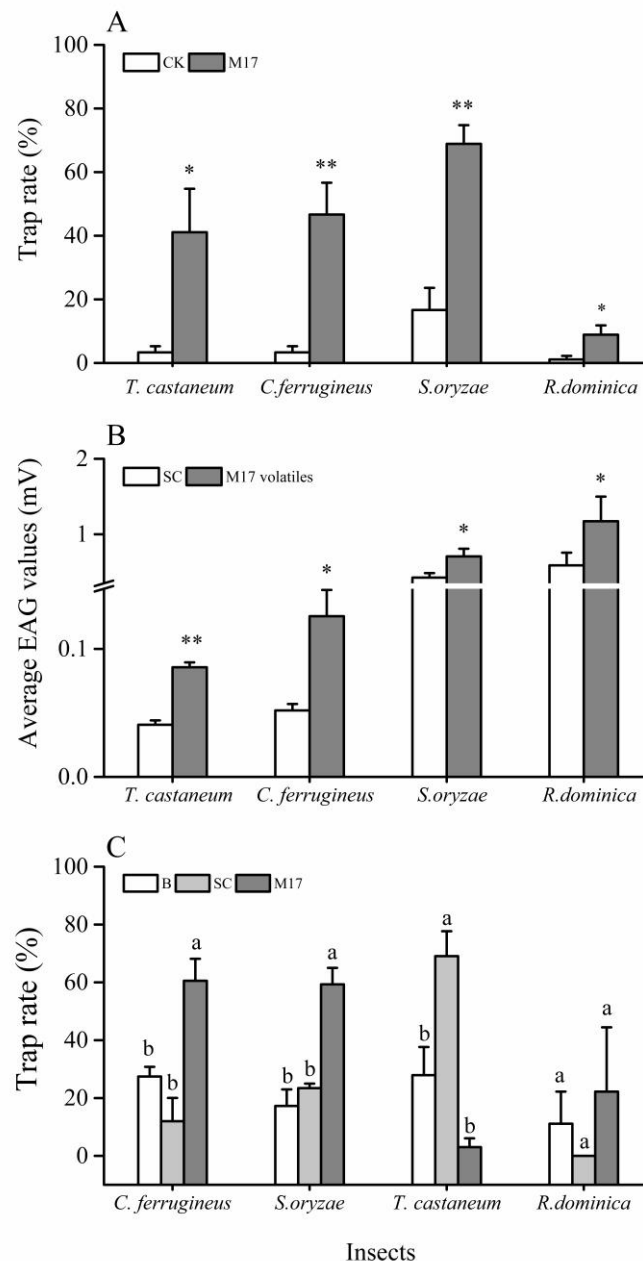 A
CK M17
Trap rate (%)
100
80
60
40
20
0
* ** ** *
T. castaneum C.ferrugineus S.oryzae R.dominica
B
SC M17 volatiles
Average EAG values (mV)
2
1
0.1
0.0
** * * *
T. castaneum C. ferrugineus S.oryzae R.dominica
C
B SC M17
Trap rate (%)
100
80
60
40
20
0
b b a b b a b a b a a a
C. ferrugineus S.oryzae T. castaneum R.dominica
Insects